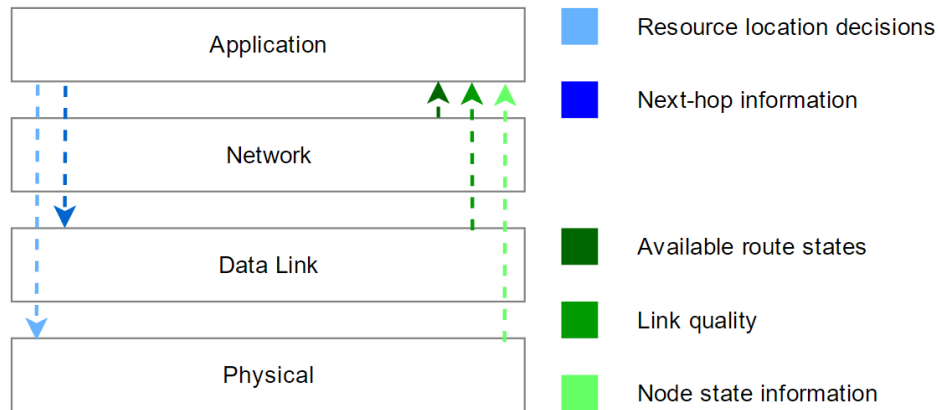 Application
Network
Data Link
Physical
Resource location decisions
Next-hop information
Available route states
Link quality
Node state information